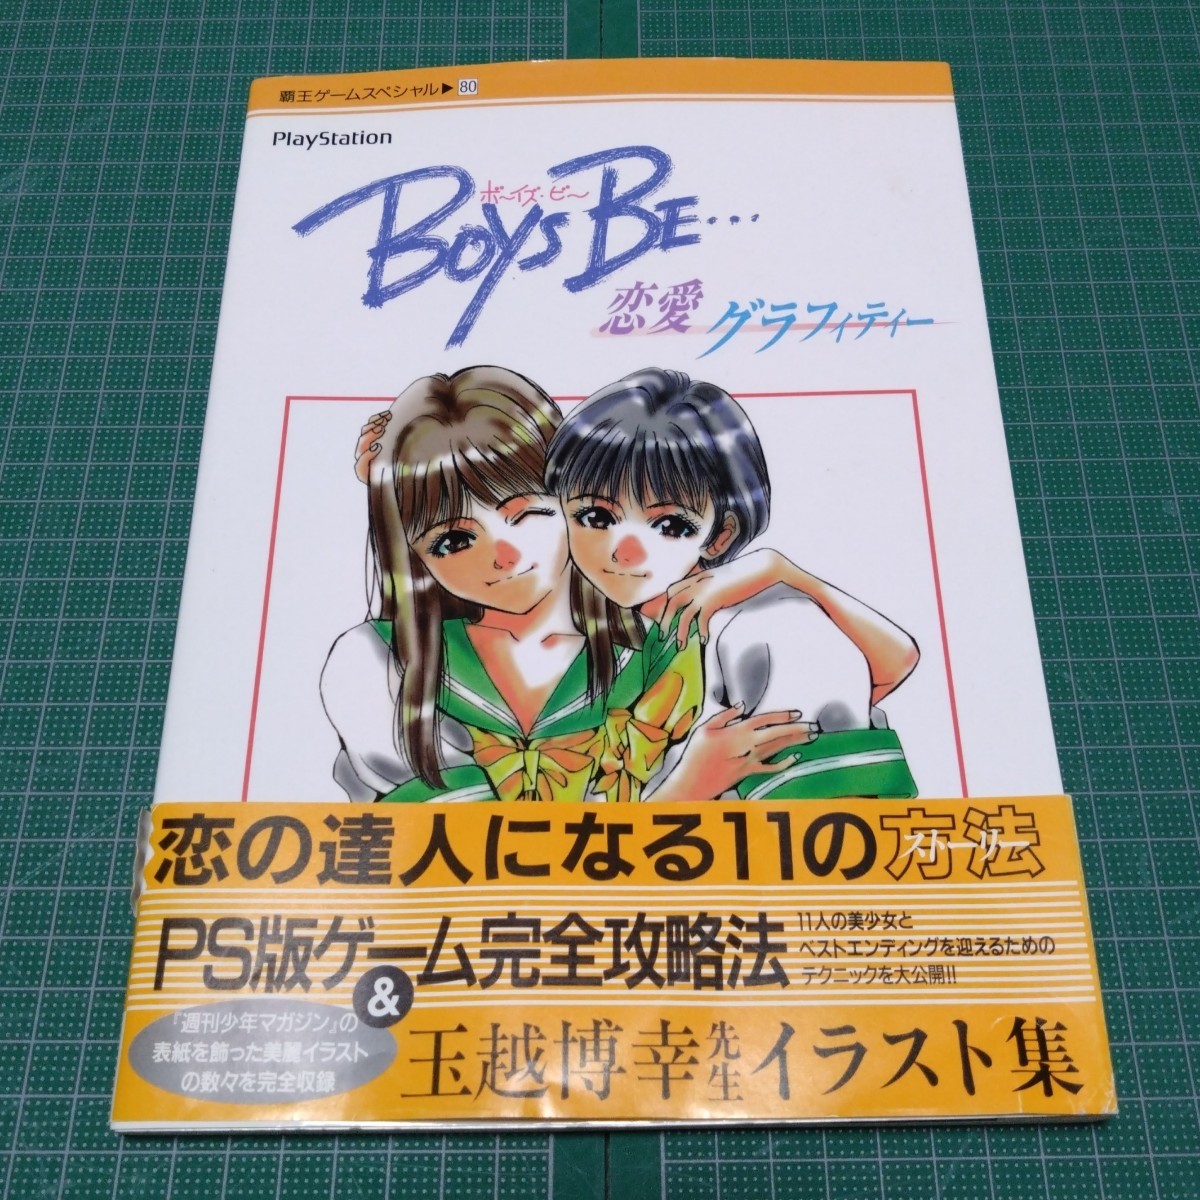 覇王ゲームスペシャル▶80
PlayStation
ボ〜イズ・ビ〜
BOYS BE...
恋愛グラフィティー
恋の達人になる11の方法
ストーリー
PS版ゲーム完全攻略法
11人の美少女と
ベストエンディングを迎えるための
テクニックを大公開!!
&
『週刊少年マガジン』の
表紙を飾った美麗イラスト
の数々を完全収録
玉越博幸先生イラスト集